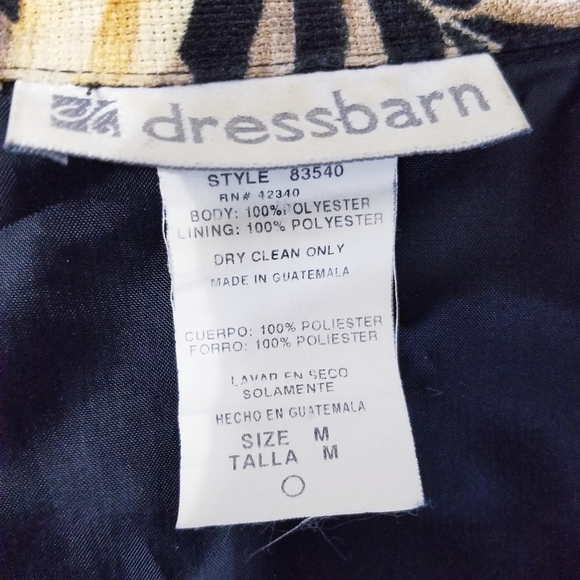 dressbarn
STYLE 83540
RN# 42340
BODY: 100% POLYESTER
LINING: 100% POLYESTER
DRY CLEAN ONLY
MADE IN GUATEMALA
CUERPO: 100% POLIESTER
FORRO: 100% POLIESTER
LAVAR EN SECO
SOLAMENTE
HECHO EN GUATEMALA
SIZE M
TALLA M